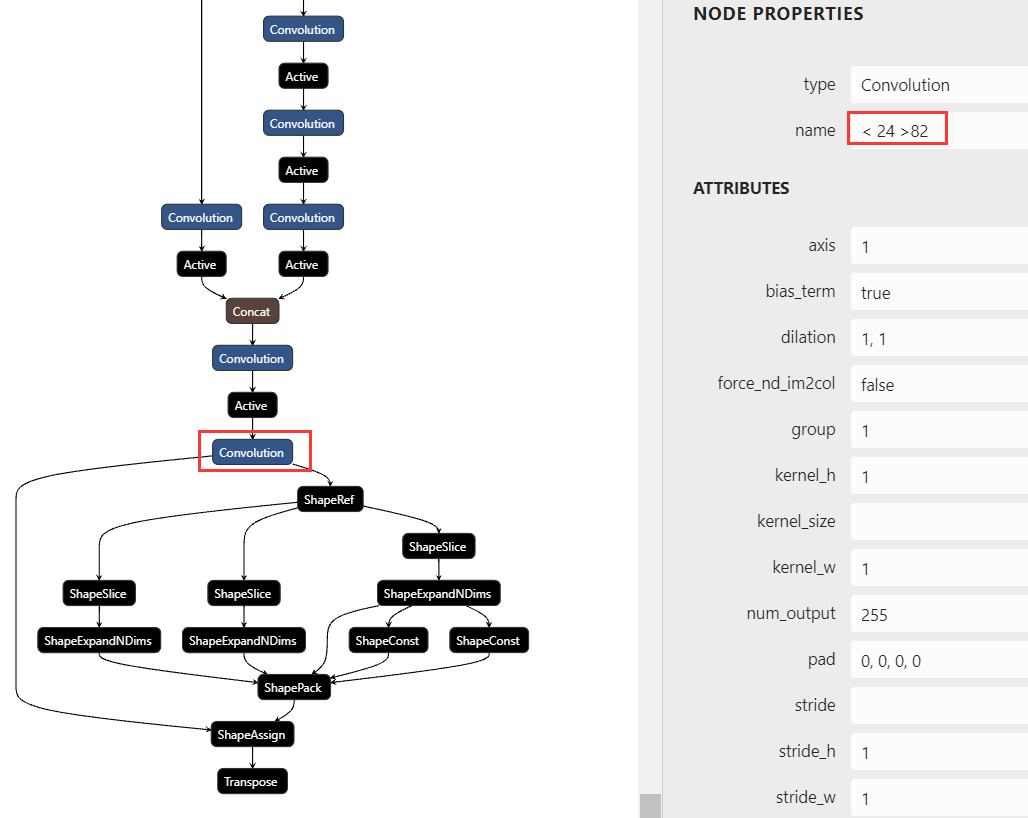 Convolution
Active
Convolution
Active
Convolution
Convolution
Active
Active
Concat
Convolution
Active
Convolution
ShapeRef
ShapeSlice
ShapeSlice
ShapeSlice
ShapeExpandNDims
ShapeExpandNDims
ShapeExpandNDims
ShapeConst
ShapeConst
ShapePack
ShapeAssign
Transpose
NODE PROPERTIES
type Convolution
name < 24 >82
ATTRIBUTES
axis 1
bias_term true
dilation 1, 1
force_nd_im2col false
group 1
kernel_h 1
kernel_size
kernel_w 1
num_output 255
pad 0, 0, 0, 0
stride
stride_h 1
stride_w 1